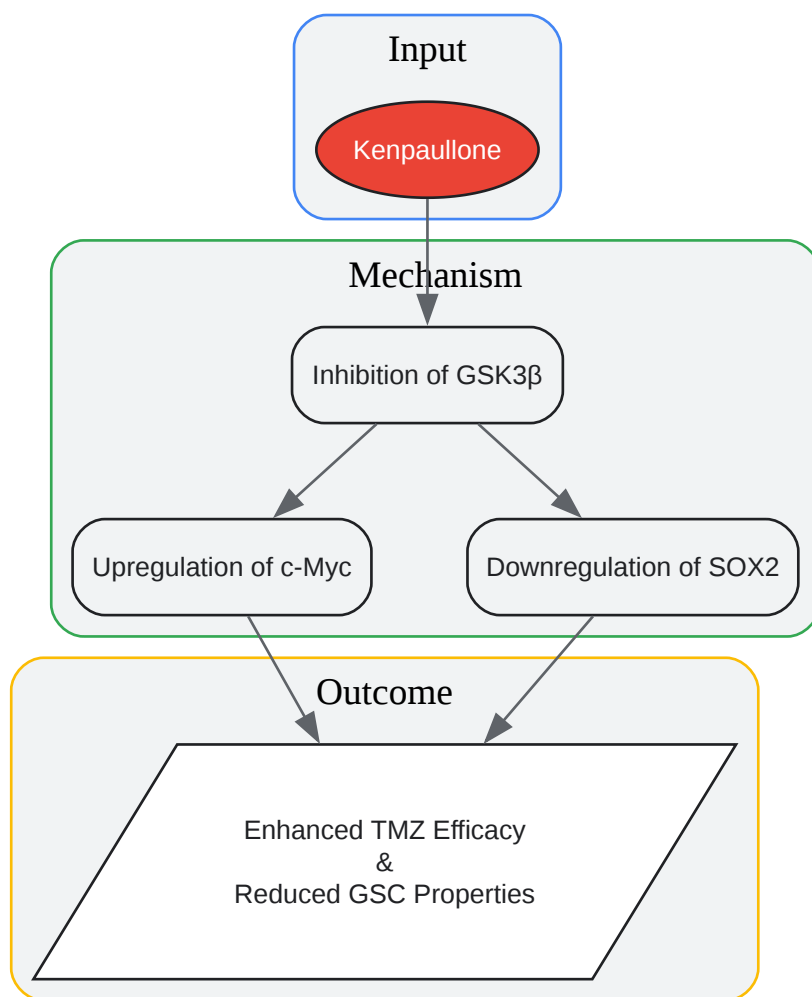 Input
Kenpaullone
Mechanism
Inhibition of GSK3β
Upregulation of c-Myc
Downregulation of SOX2
Outcome
Enhanced TMZ Efficacy
&
Reduced GSC Properties